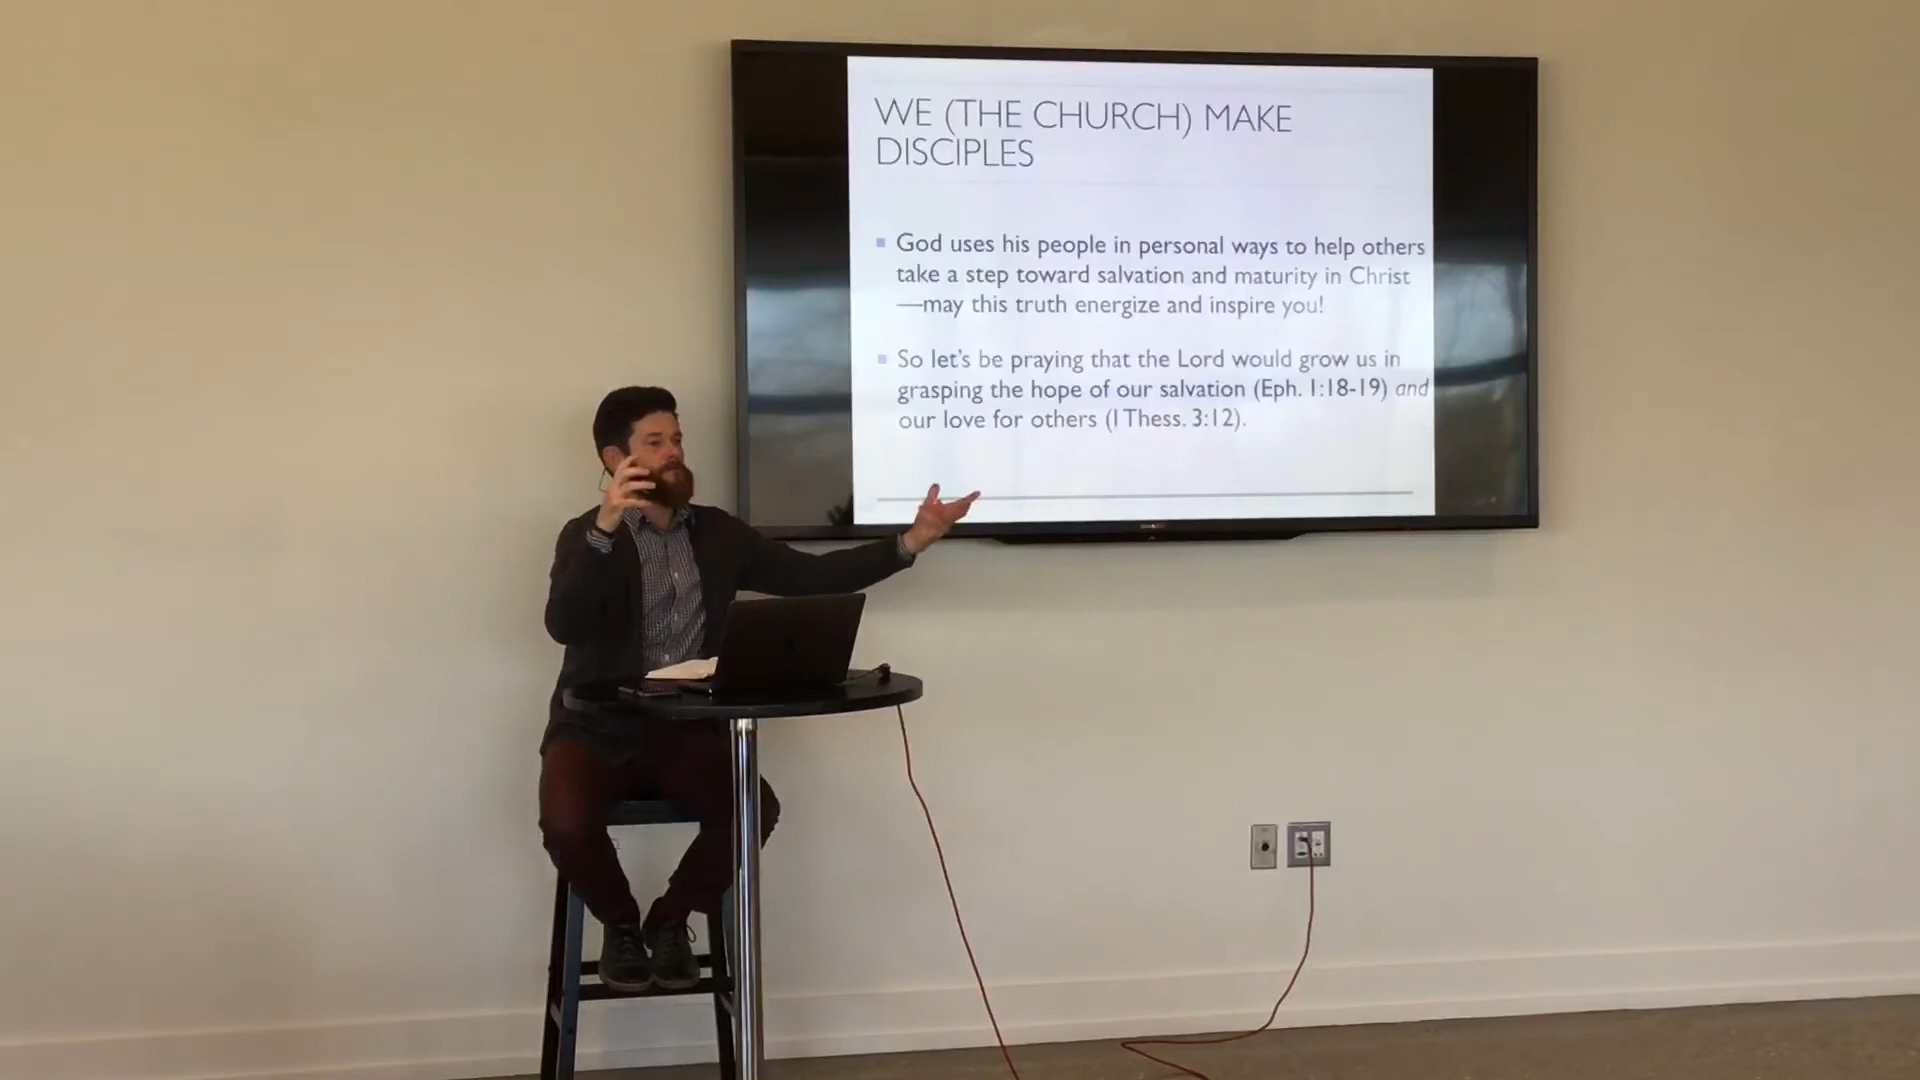 WE (THE CHURCH) MAKE
DISCIPLES
▪ God uses his people in personal ways to help others
take a step toward salvation and maturity in Christ
—may this truth energize and inspire you!
▪ So let's be praying that the Lord would grow us in
grasping the hope of our salvation (Eph. 1:18-19) and
our love for others (1 Thess. 3:12).